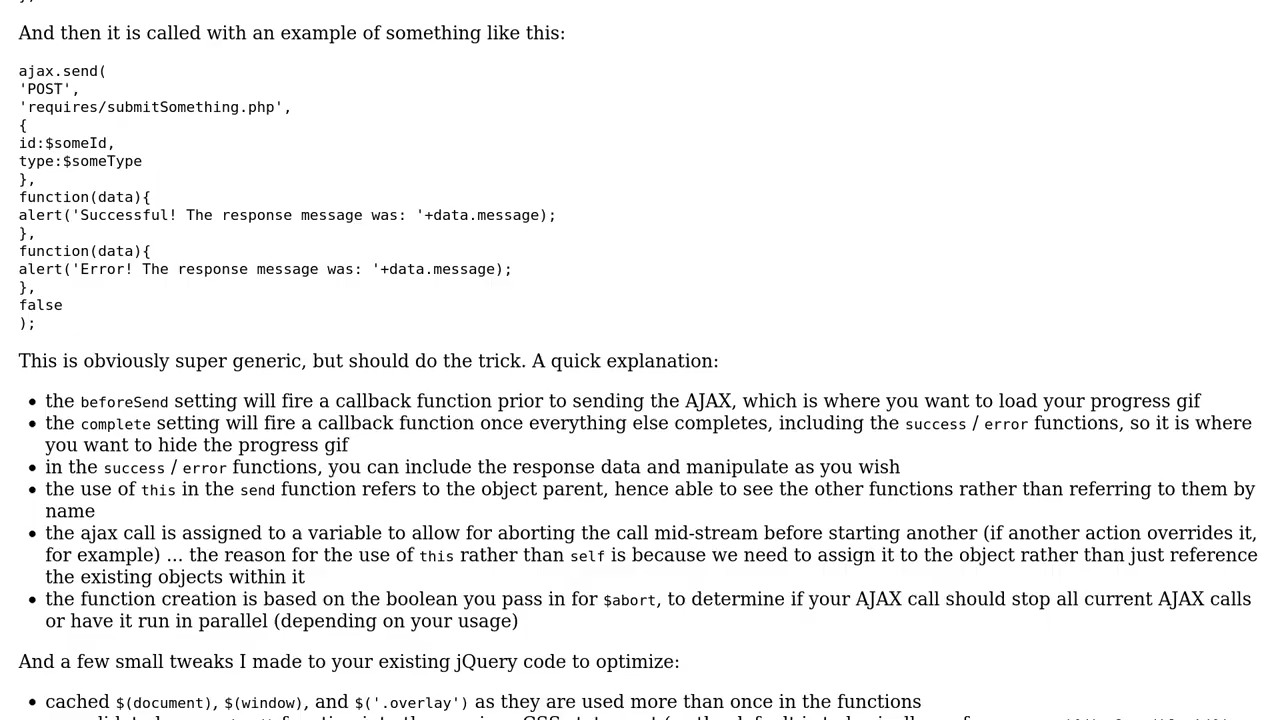 And then it is called with an example of something like this:
ajax.send(
'POST',
'requires/submitSomething.php',
{
id:$someId,
type:$someType
},
function(data){
alert('Successful! The response message was: '+data.message);
},
function(data){
alert('Error! The response message was: '+data.message);
},
false
);
This is obviously super generic, but should do the trick. A quick explanation:
• the beforeSend setting will fire a callback function prior to sending the AJAX, which is where you want to load your progress gif
• the complete setting will fire a callback function once everything else completes, including the success / error functions, so it is where
you want to hide the progress gif
• in the success / error functions, you can include the response data and manipulate as you wish
• the use of this in the send function refers to the object parent, hence able to see the other functions rather than referring to them by
name
• the ajax call is assigned to a variable to allow for aborting the call mid-stream before starting another (if another action overrides it,
for example) ... the reason for the use of this rather than self is because we need to assign it to the object rather than just reference
the existing objects within it
• the function creation is based on the boolean you pass in for $abort, to determine if your AJAX call should stop all current AJAX calls
or have it run in parallel (depending on your usage)
And a few small tweaks I made to your existing jQuery code to optimize:
• cached $(document), $(window), and $('.overlay') as they are used more than once in the functions